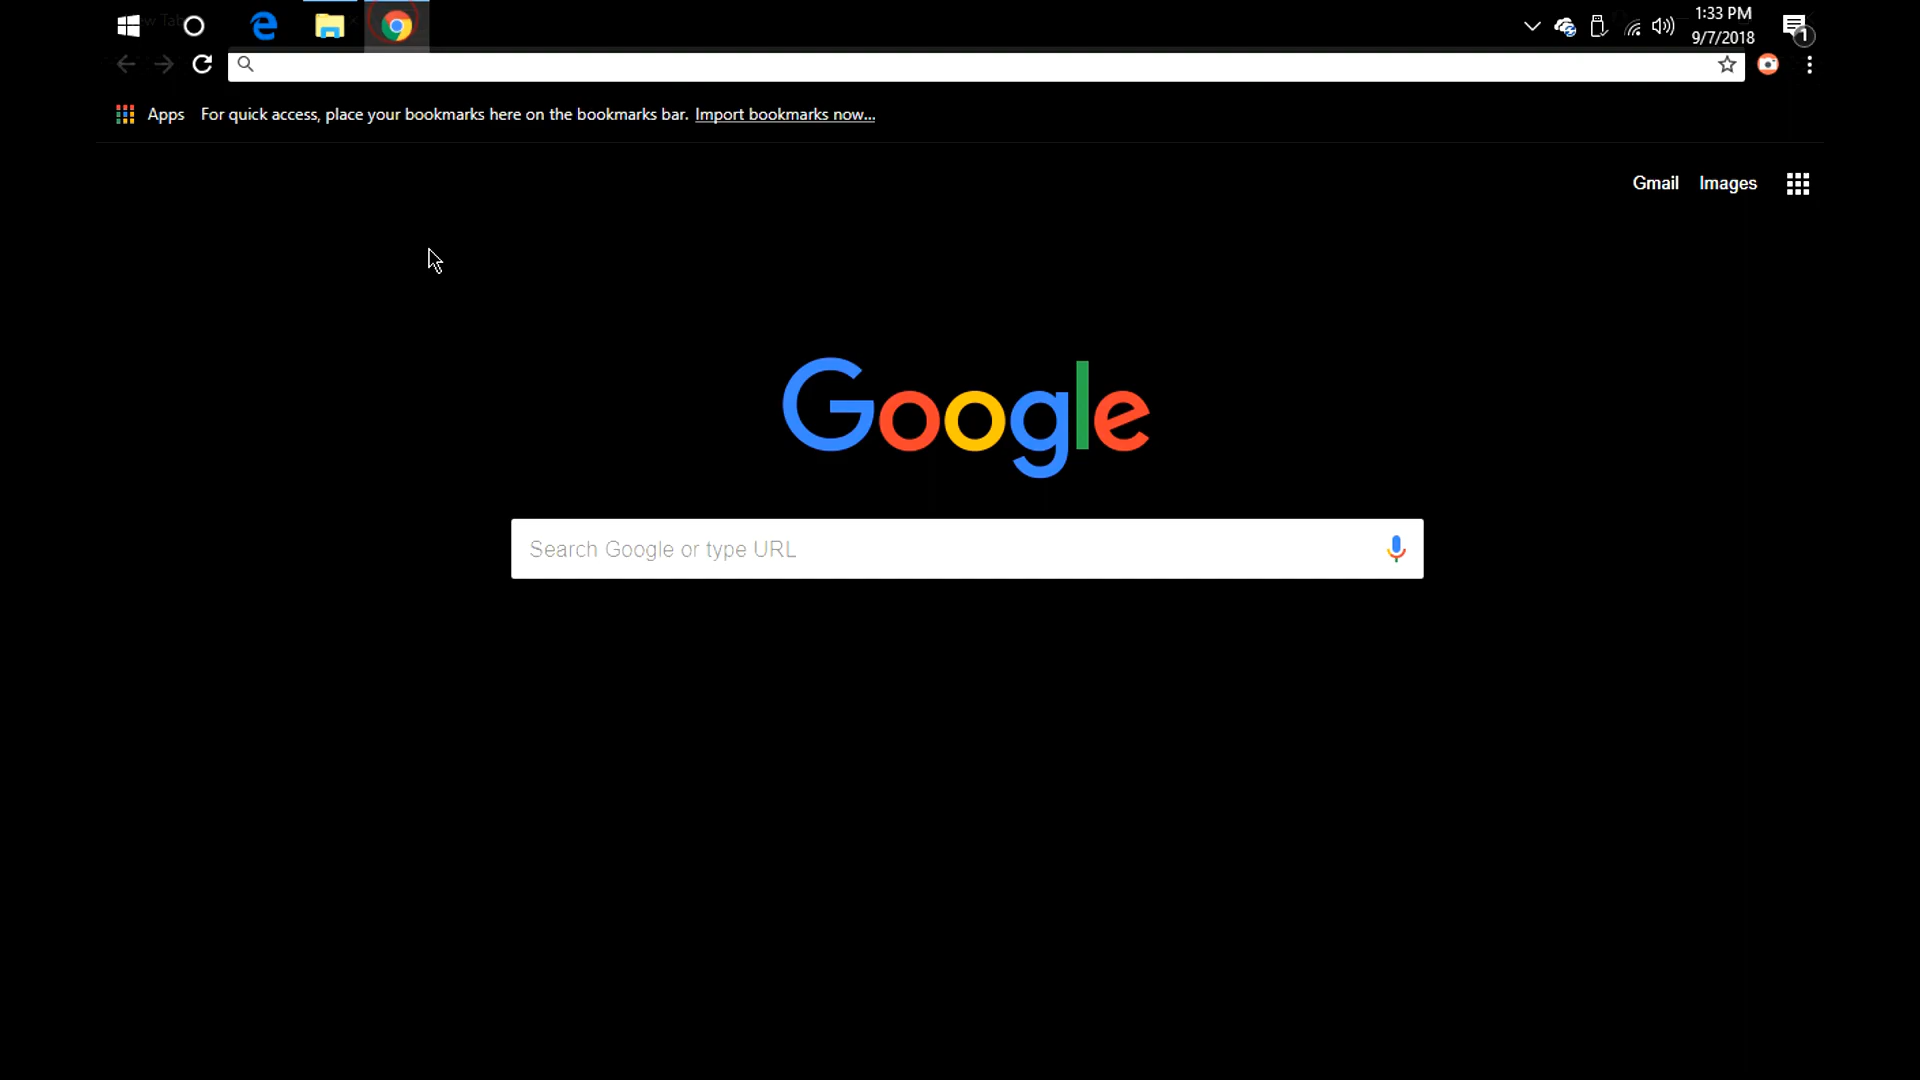 1:33 PM
9/7/2018
1
Apps For quick access, place your bookmarks here on the bookmarks bar. Import bookmarks now...
Gmail Images
Google
Search Google or type URL